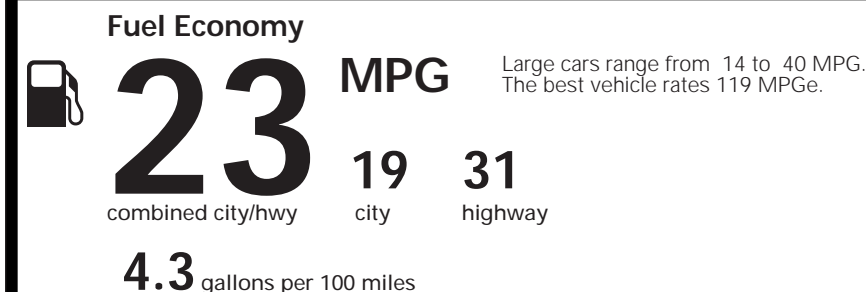 Fuel Economy
23 MPG
Large cars range from 14 to 40 MPG.
The best vehicle rates 119 MPGe.
19 31
combined city/hwy city highway
4.3 gallons per 100 miles